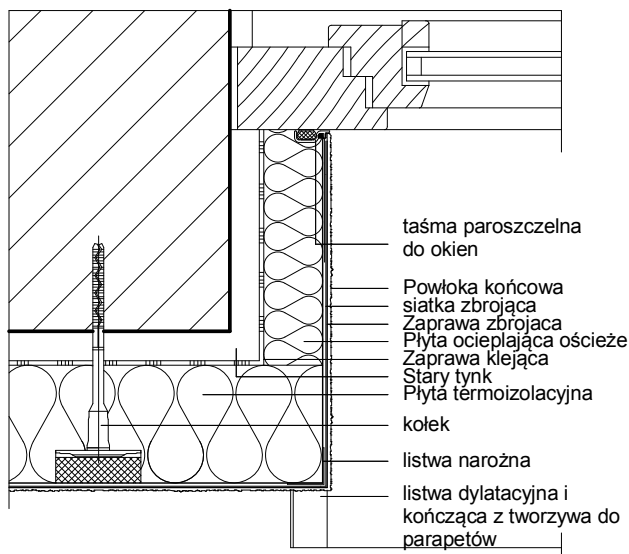 taśma paroszczelna
do okien
Powłoka końcowa
siatka zbrojąca
Zaprawa zbrojaca
Płyta ocieplająca ościeże
Zaprawa klejąca
Stary tynk
Płyta termoizolacyjna
kołek
listwa narożna
listwa dylatacyjna i
kończąca z tworzywa do
parapetów